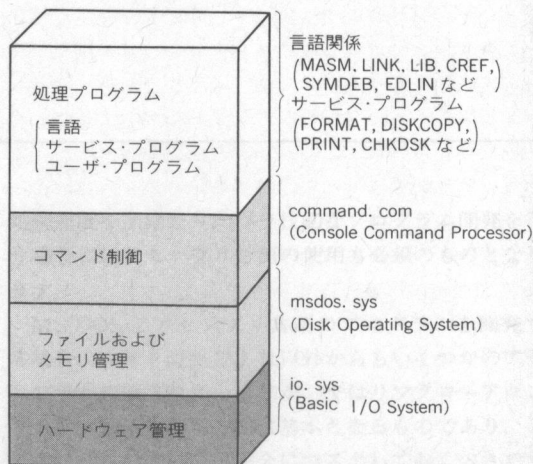 処理プログラム
言語
サービス・プログラム
ユーザ・プログラム
コマンド制御
ファイルおよび
メモリ管理
ハードウェア管理
言語関係
(MASM, LINK, LIB, CREF,
SYMDEB, EDLIN など)
サービス・プログラム
(FORMAT, DISKCOPY,
PRINT, CHKDSK など)
command. com
(Console Command Processor)
msdos. sys
(Disk Operating System)
io. sys
(Basic I/O System)